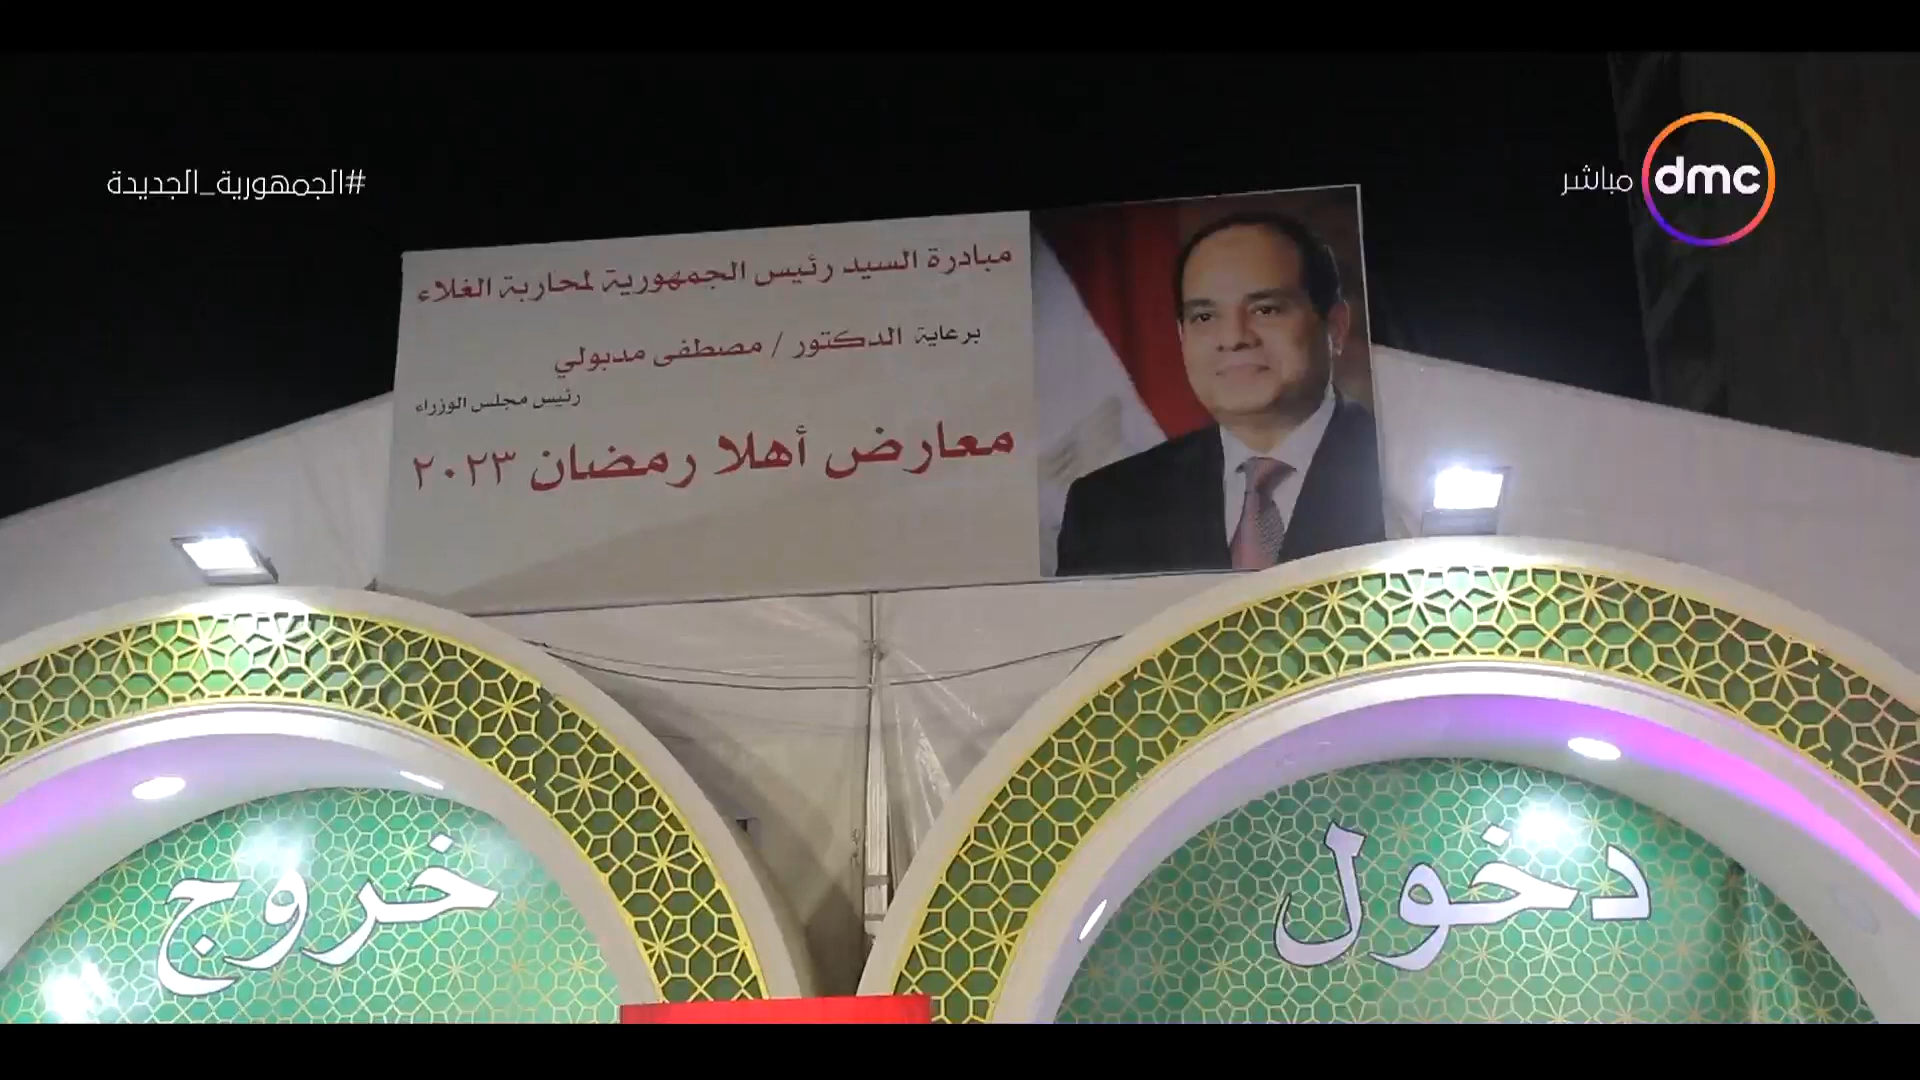 #الجمهورية_الجديدة
مباشر
dmc
مبادرة السيد رئيس الجمهورية لمحاربة الغلاء
برعاية الدكتور / مصطفى مدبولي
رئيس مجلس الوزراء
معارض أهلا رمضان ٢٠٢٣
دخول
خروج